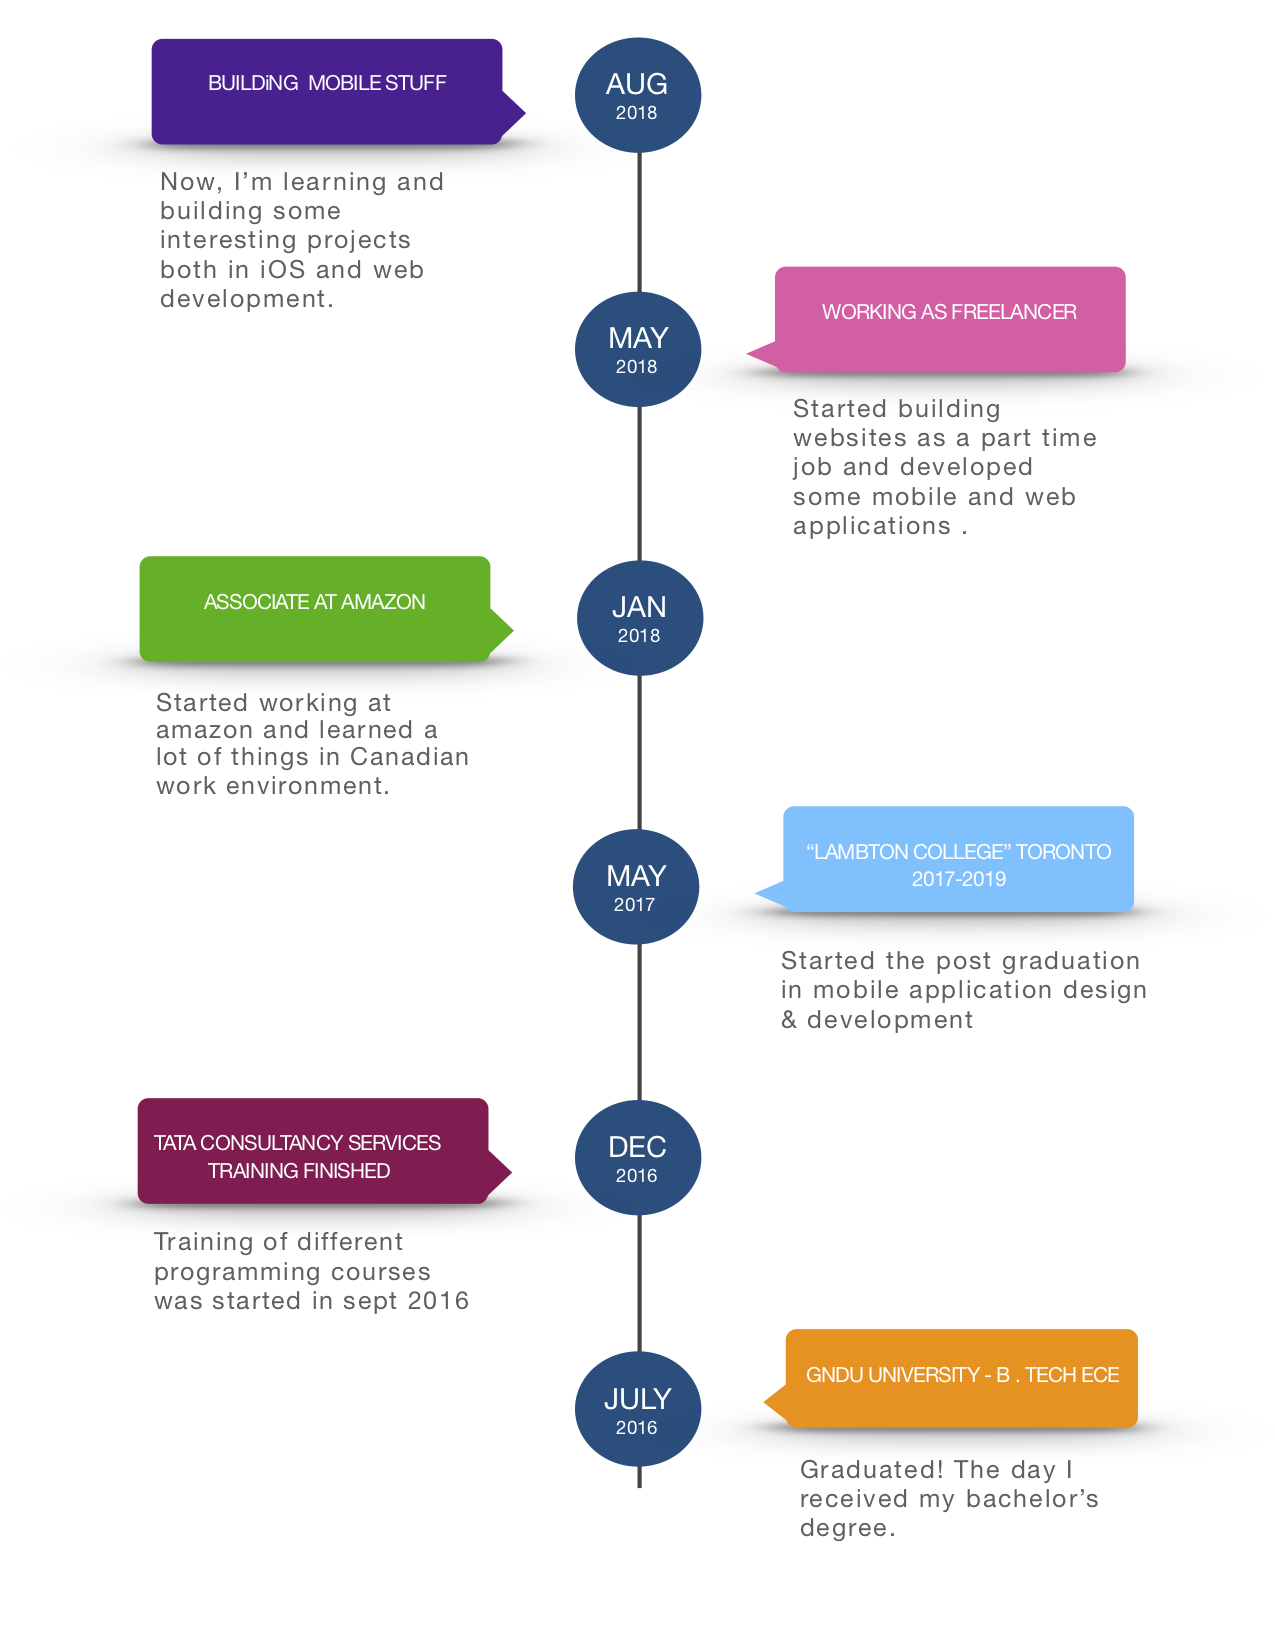 BUILDiNG MOBILE STUFF
AUG
2018
Now, I’m learning and
building some
interesting projects
both in iOS and web
development.
WORKING AS FREELANCER
MAY
2018
Started building
websites as a part time
job and developed
some mobile and web
applications .
ASSOCIATE AT AMAZON
JAN
2018
Started working at
amazon and learned a
lot of things in Canadian
work environment.
“LAMBTON COLLEGE” TORONTO
2017-2019
MAY
2017
Started the post graduation
in mobile application design
& development
TATA CONSULTANCY SERVICES
TRAINING FINISHED
DEC
2016
Training of different
programming courses
was started in sept 2016
GNDU UNIVERSITY - B . TECH ECE
JULY
2016
Graduated! The day I
received my bachelor’s
degree.